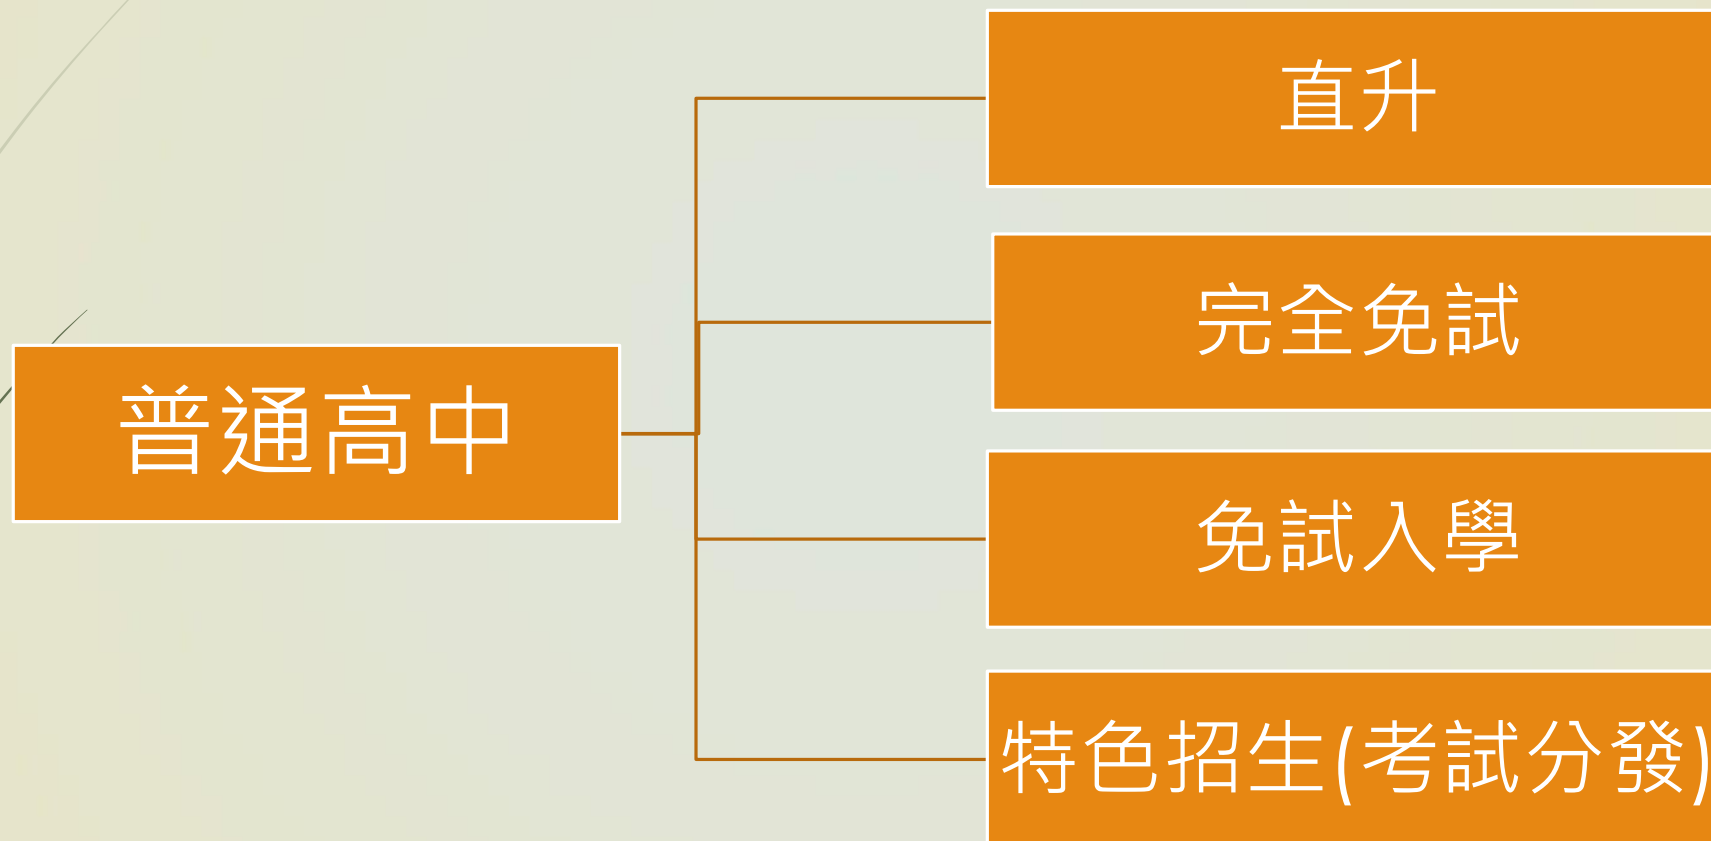 普通高中
直升
完全免試
免試入學
特色招生(考試分發)